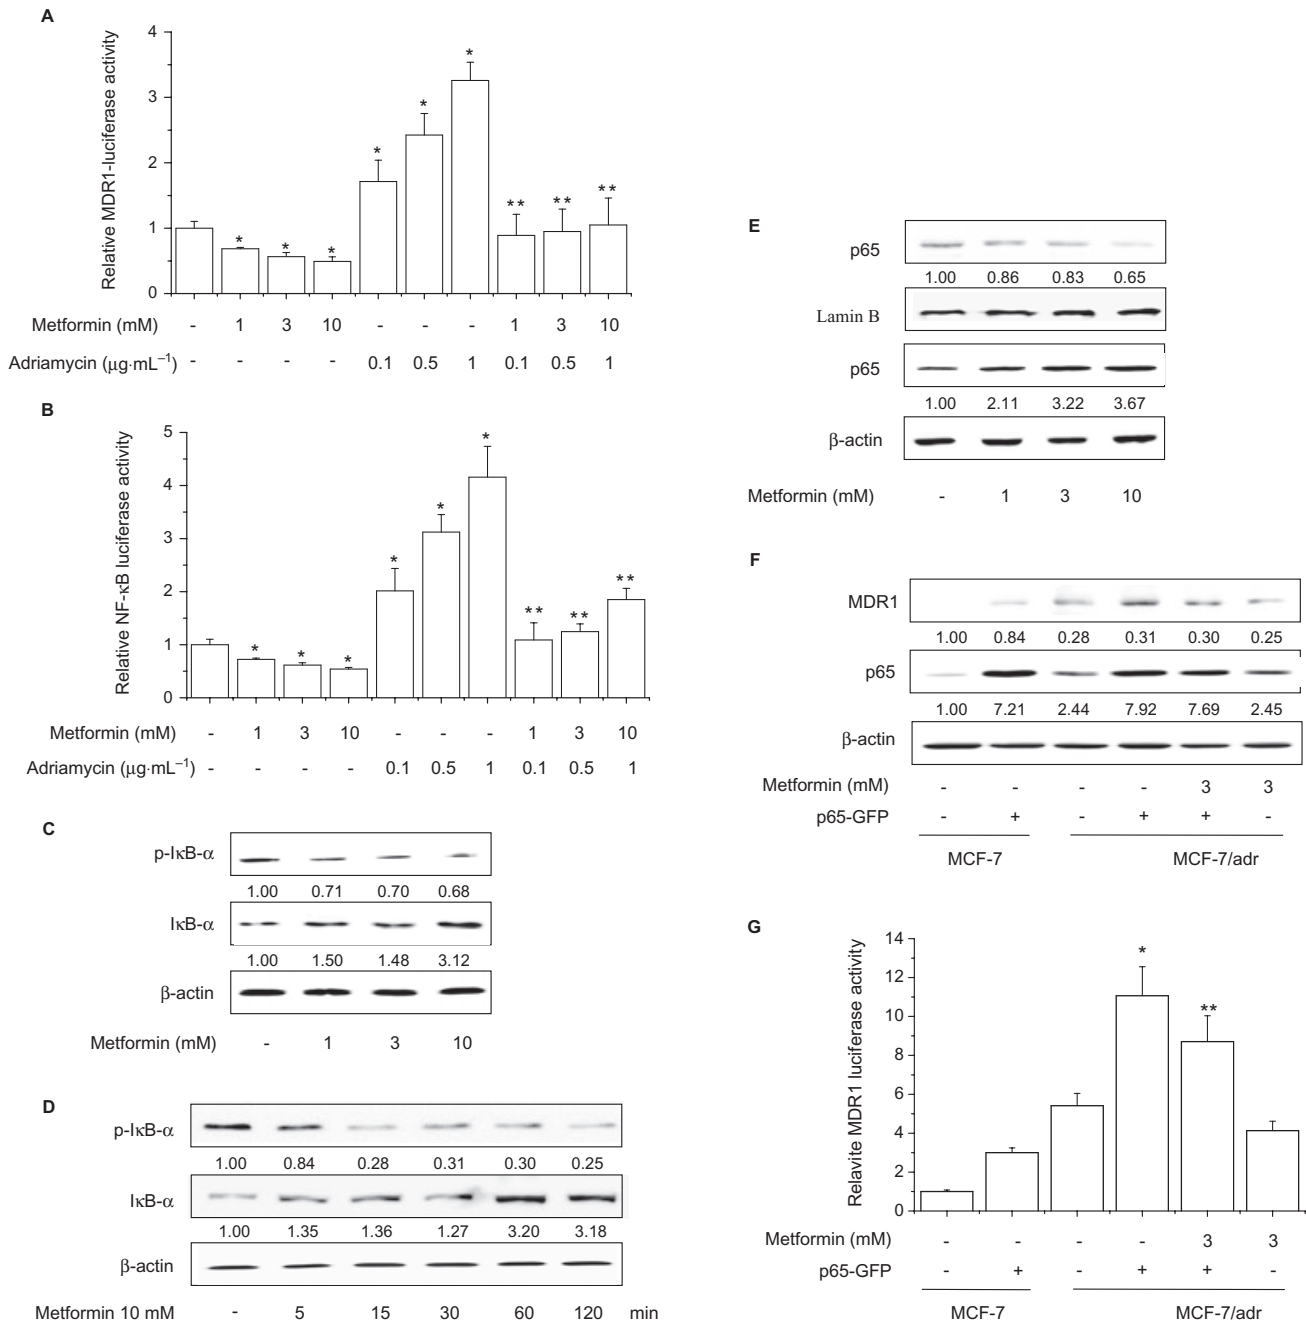 A
Relative MDR1-luciferase activity
4
3
2
1
0
* * * * * * ** ** **
Metformin (mM) - 1 3 10 - - - 1 3 10
Adriamycin (μg·mL⁻¹) - - - - 0.1 0.5 1 0.1 0.5 1
B
Relative NF-κB luciferase activity
5
4
3
2
1
0
* * * * * * ** ** **
Metformin (mM) - 1 3 10 - - - 1 3 10
Adriamycin (μg·mL⁻¹) - - - - 0.1 0.5 1 0.1 0.5 1
C
p-IκB-α
1.00 0.71 0.70 0.68
IκB-α
1.00 1.50 1.48 3.12
β-actin
Metformin (mM) - 1 3 10
D
p-IκB-α
1.00 0.84 0.28 0.31 0.30 0.25
IκB-α
1.00 1.35 1.36 1.27 3.20 3.18
β-actin
Metformin 10 mM - 5 15 30 60 120 min
E
p65
1.00 0.86 0.83 0.65
Lamin B
p65
1.00 2.11 3.22 3.67
β-actin
Metformin (mM) - 1 3 10
F
MDR1
1.00 0.84 0.28 0.31 0.30 0.25
p65
1.00 7.21 2.44 7.92 7.69 2.45
β-actin
Metformin (mM) - - - - 3 3
p65-GFP - + - + + -
MCF-7 MCF-7/adr
G
Relavite MDR1 luciferase activity
14
12
10
8
6
4
2
0
* **
Metformin (mM) - - - - 3 3
p65-GFP - + - + + -
MCF-7 MCF-7/adr